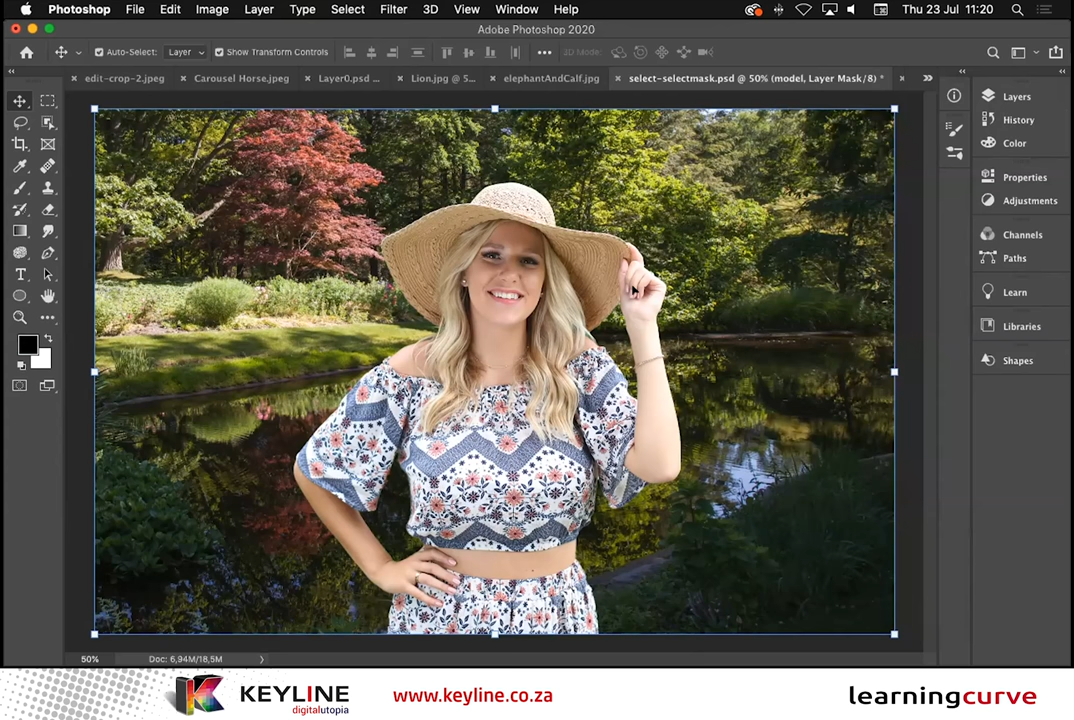 Photoshop File Edit Image Layer Type Select Filter 3D View Window Help Thu 23 Jul 11:20
Adobe Photoshop 2020
Auto-Select: Layer Show Transform Controls 3D Mode:
edit-crop-2.jpeg Carousel Horse.jpeg Layer0.psd ... Lion.jpg @ 5... elephantAndCalf.jpg select-selectmask.psd @ 50% (model, Layer Mask/8) *
Layers
History
Color
Properties
Adjustments
Channels
Paths
Learn
Libraries
Shapes
50% Doc: 6,94M/18,5M
KEYLINE
digitalutopia
www.keyline.co.za
learningcurve